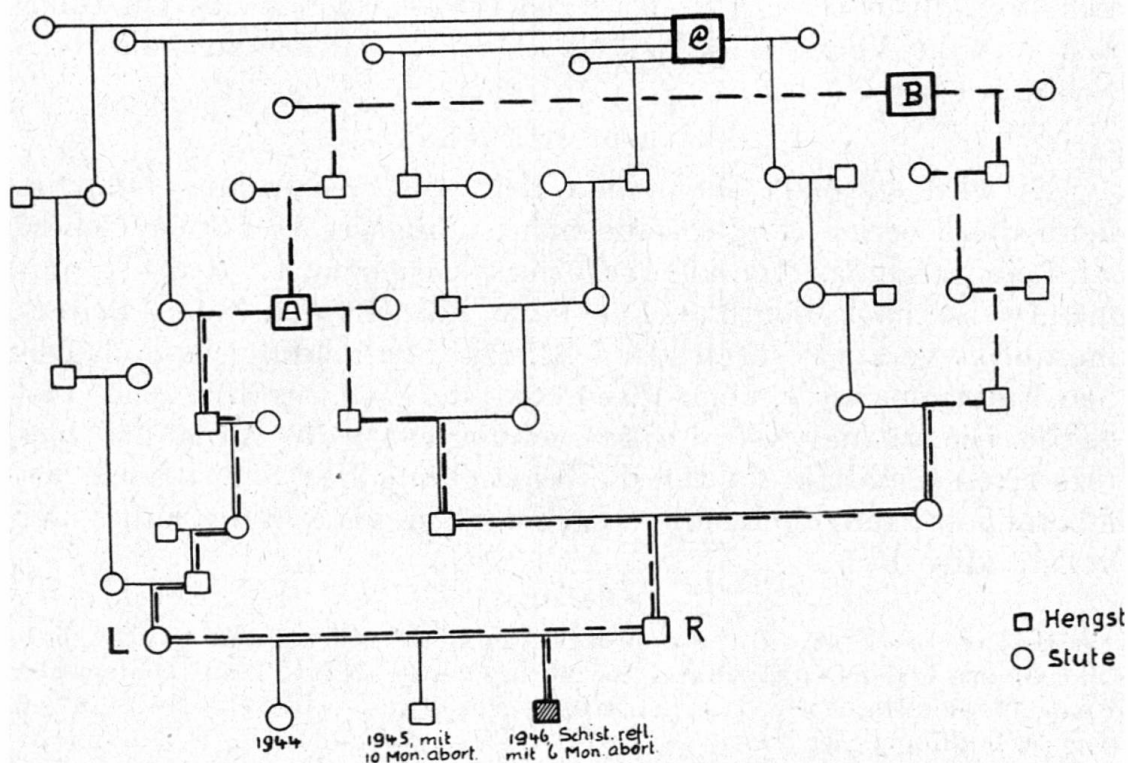 C
B
A
L
R
Hengst
Stute
1944
1945, mit
10 Mon. abort.
1946, Schist. refl.
mit 6 Mon. abort.